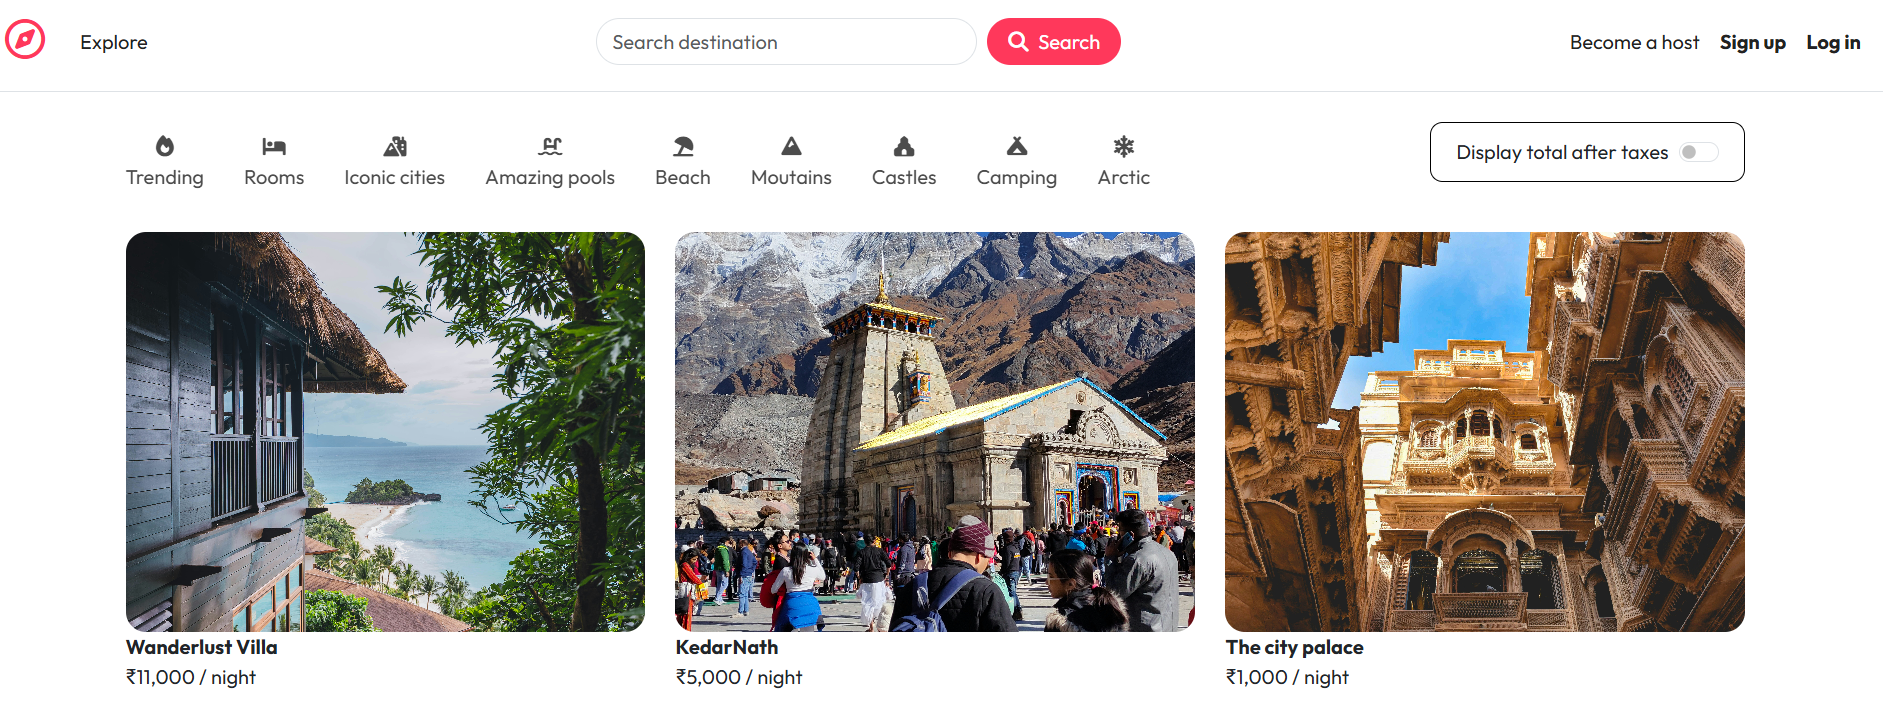 Explore
Search destination
Search
Become a host
Sign up
Log in
Trending
Rooms
Iconic cities
Amazing pools
Beach
Moutains
Castles
Camping
Arctic
Display total after taxes
Wanderlust Villa
₹11,000 / night
KedarNath
₹5,000 / night
The city palace
₹1,000 / night